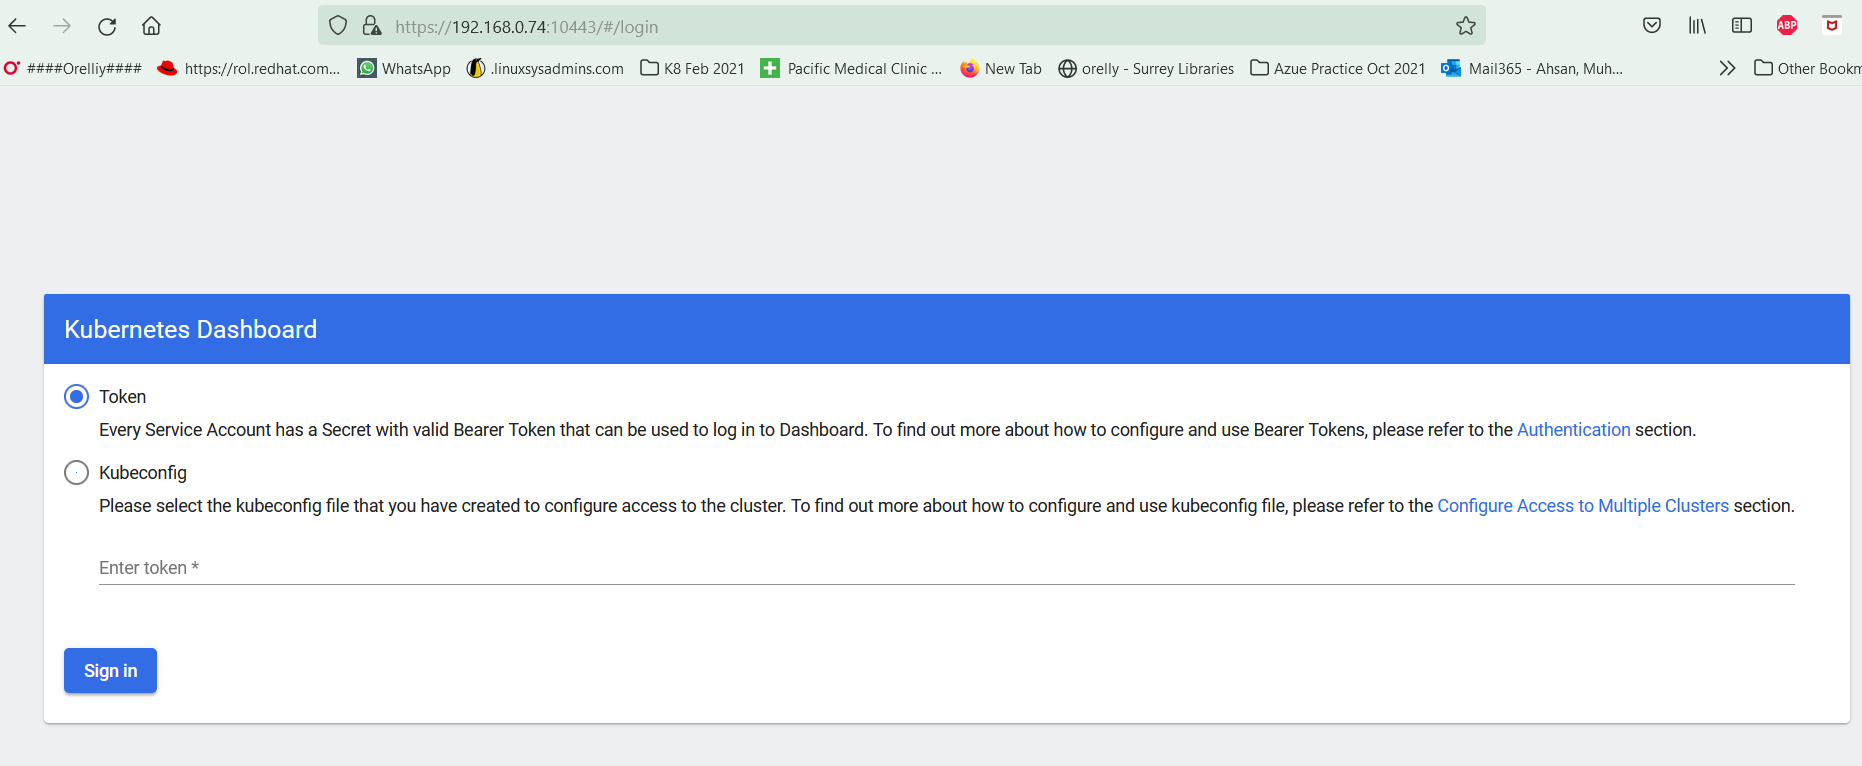 https://192.168.0.74:10443/#/login
ABP
####Orelliy#### https://rol.redhat.com... WhatsApp .linuxsysadmins.com K8 Feb 2021 Pacific Medical Clinic ... New Tab orelly - Surrey Libraries Azue Practice Oct 2021 Mail365 - Ahsan, Muh... Other Bookm
Kubernetes Dashboard
Token
Every Service Account has a Secret with valid Bearer Token that can be used to log in to Dashboard. To find out more about how to configure and use Bearer Tokens, please refer to the Authentication section.
Kubeconfig
Please select the kubeconfig file that you have created to configure access to the cluster. To find out more about how to configure and use kubeconfig file, please refer to the Configure Access to Multiple Clusters section.
Enter token *
Sign in